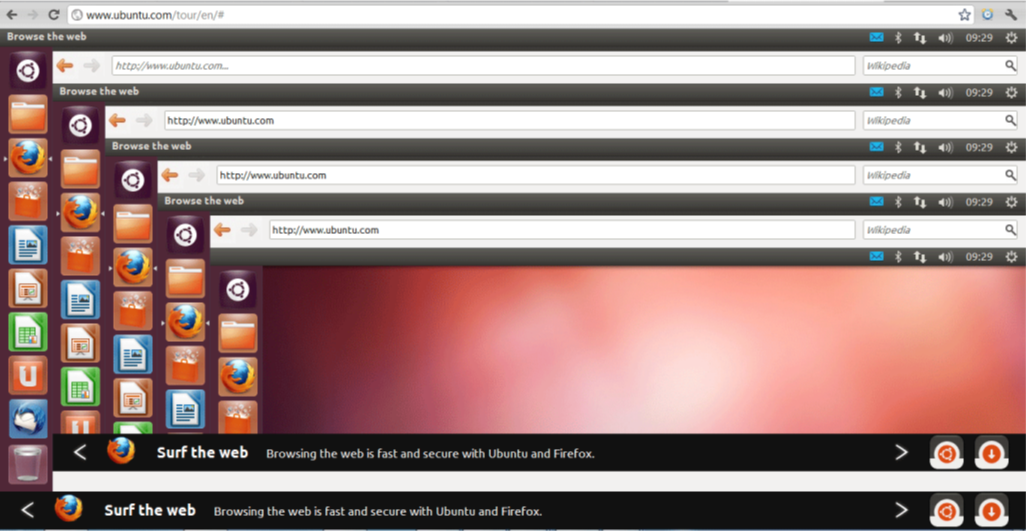 www.ubuntu.com/tour/en/#
Browse the web 09:29
http://www.ubuntu.com... Wikipedia
Browse the web 09:29
http://www.ubuntu.com Wikipedia
Browse the web 09:29
http://www.ubuntu.com Wikipedia
Browse the web 09:29
http://www.ubuntu.com Wikipedia
09:29
Surf the web Browsing the web is fast and secure with Ubuntu and Firefox.
Surf the web Browsing the web is fast and secure with Ubuntu and Firefox.